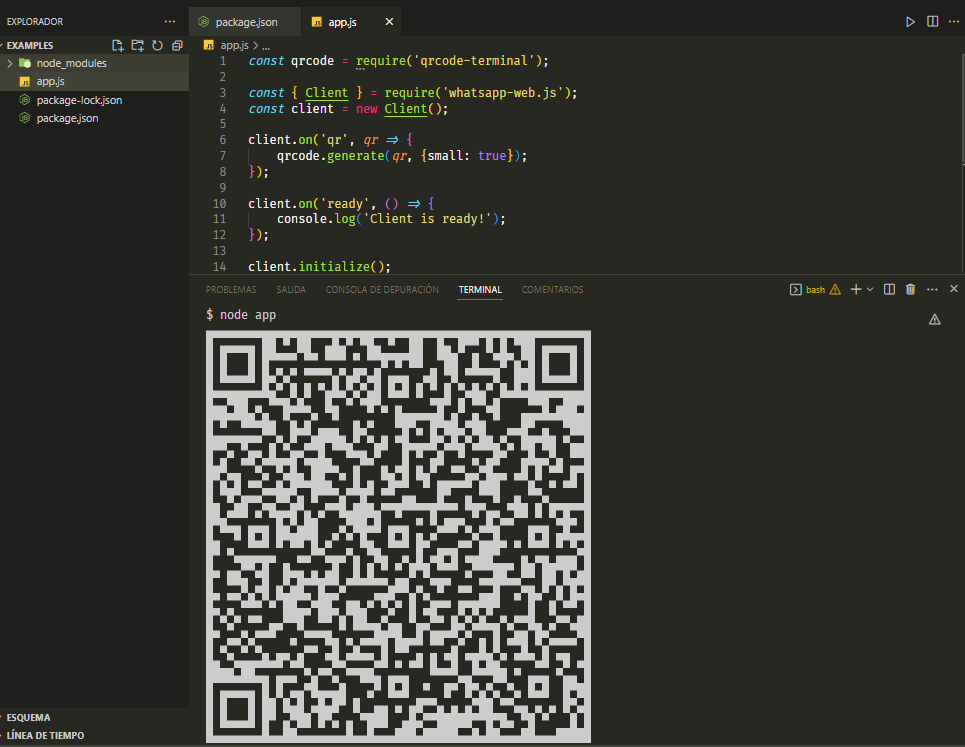 EXPLORADOR
package.json
app.js
EXAMPLES
node_modules
app.js
package-lock.json
package.json
app.js > ...
1 const qrcode = require('qrcode-terminal');
2
3 const { Client } = require('whatsapp-web.js');
4 const client = new Client();
5
6 client.on('qr', qr => {
7 qrcode.generate(qr, {small: true});
8 });
9
10 client.on('ready', () => {
11 console.log('Client is ready!');
12 });
13
14 client.initialize();
PROBLEMAS SALIDA CONSOLA DE DEPURACIÓN TERMINAL COMENTARIOS
bash
$ node app
ESQUEMA
LÍNEA DE TIEMPO